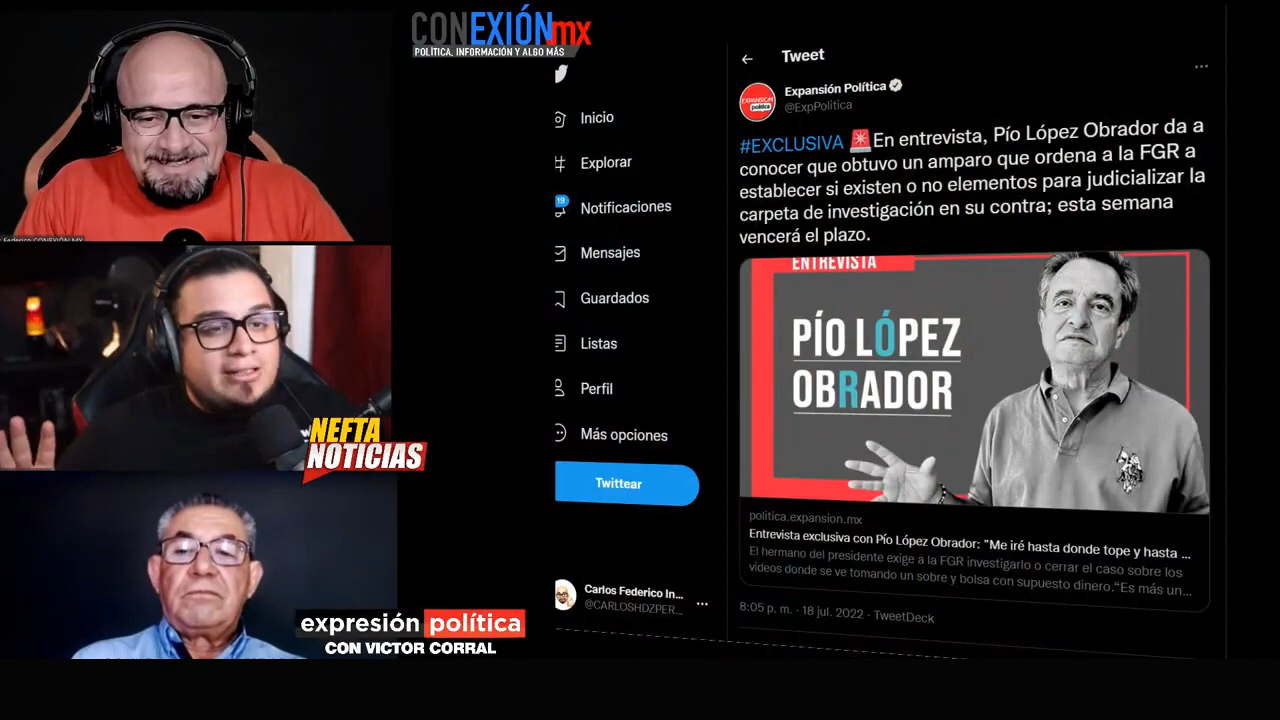 CONEXIÓNmx
POLÍTICA, INFORMACIÓN Y ALGO MÁS
Federico CONEXIÓN MX
NEFTA
NOTICIAS
expresión política
CON VICTOR CORRAL
Inicio
Explorar
19
Notificaciones
Mensajes
Guardados
Listas
Perfil
Más opciones
Twittear
Carlos Federico In...
@CARLOSHDZPER...
Tweet
Expansión Política
@ExpPolitica
EXPANSIÓN
política
#EXCLUSIVA 🚨En entrevista, Pío López Obrador da a
conocer que obtuvo un amparo que ordena a la FGR a
establecer si existen o no elementos para judicializar la
carpeta de investigación en su contra; esta semana
vencerá el plazo.
ENTREVISTA
PÍO LÓPEZ
OBRADOR
politica.expansion.mx
Entrevista exclusiva con Pío López Obrador: "Me iré hasta donde tope y hasta ...
El hermano del presidente exige a la FGR investigarlo o cerrar el caso sobre los
videos donde se ve tomando un sobre y bolsa con supuesto dinero."Es más un...
8:05 p. m. · 18 jul. 2022 · TweetDeck